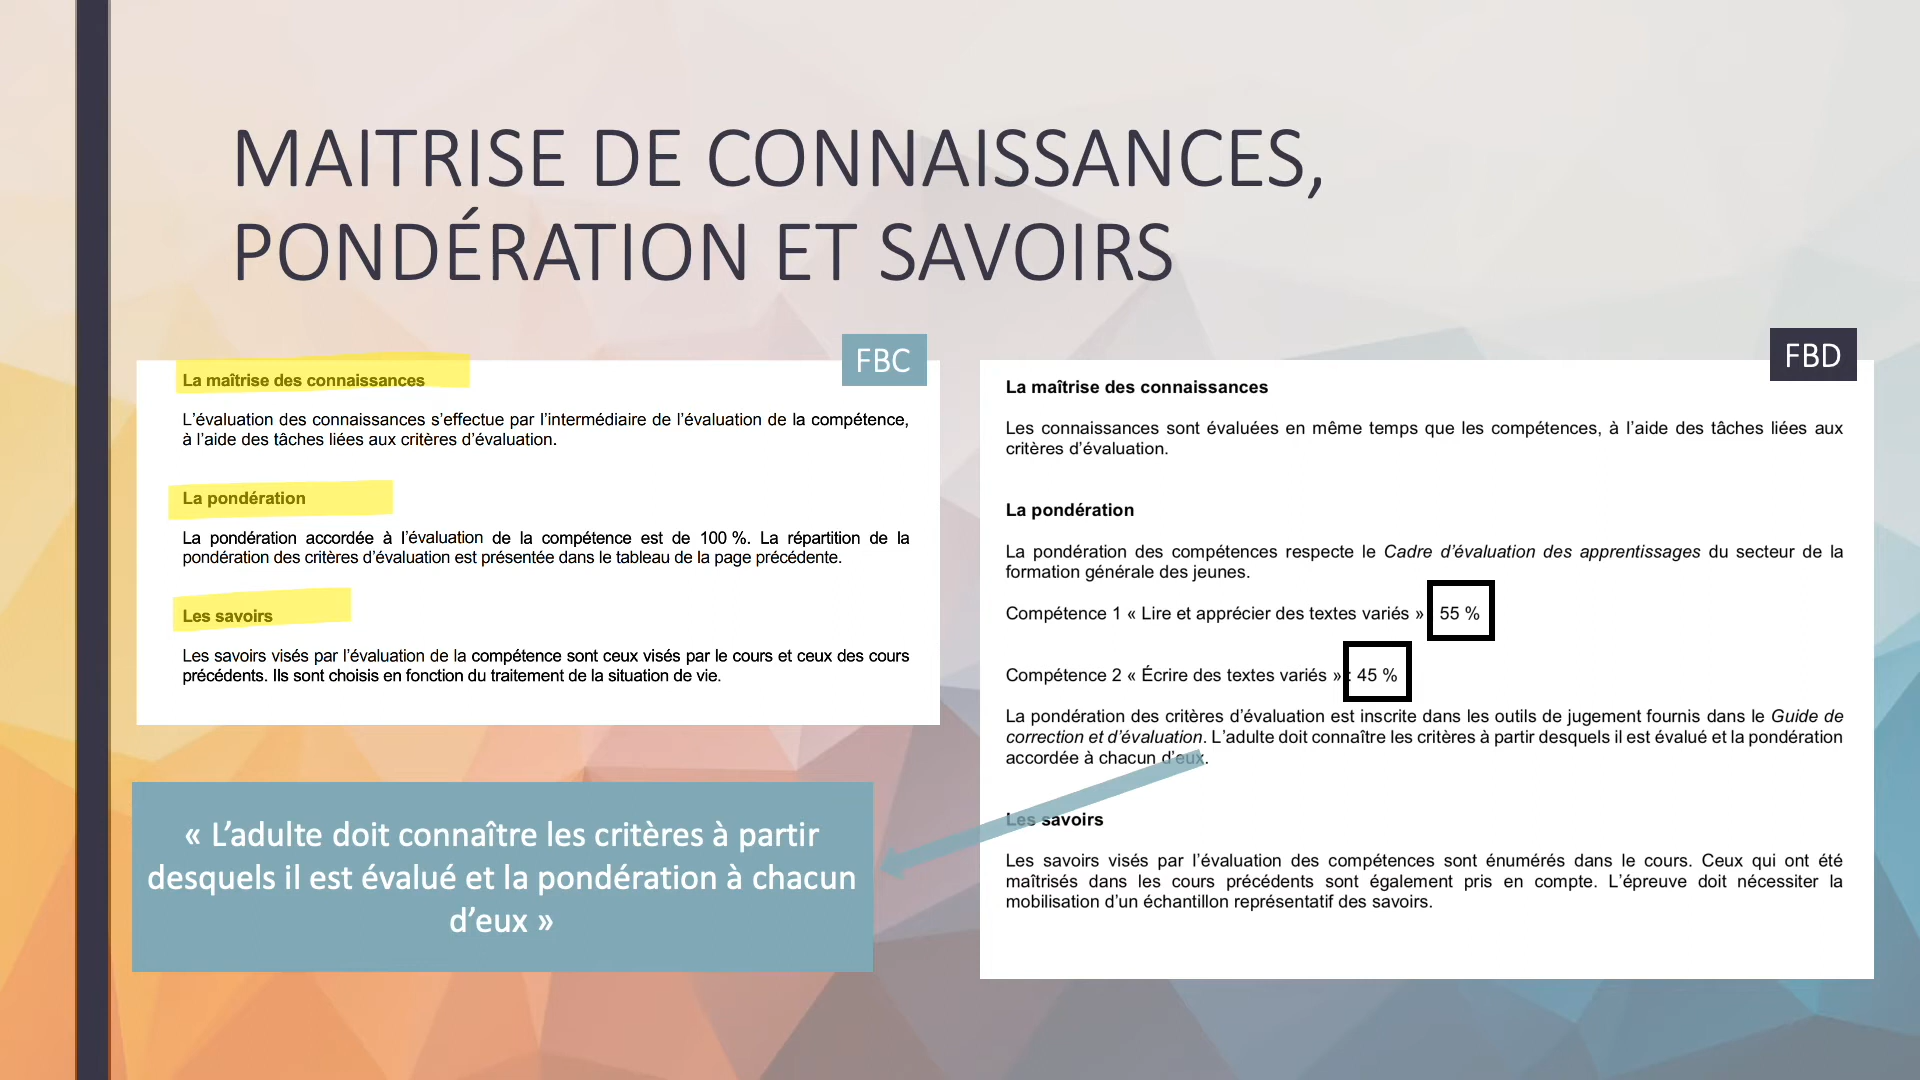 MAITRISE DE CONNAISSANCES,
PONDÉRATION ET SAVOIRS
FBC
La maîtrise des connaissances
L’évaluation des connaissances s’effectue par l’intermédiaire de l’évaluation de la compétence,
à l’aide des tâches liées aux critères d’évaluation.
La pondération
La pondération accordée à l’évaluation de la compétence est de 100 %. La répartition de la
pondération des critères d’évaluation est présentée dans le tableau de la page précédente.
Les savoirs
Les savoirs visés par l’évaluation de la compétence sont ceux visés par le cours et ceux des cours
précédents. Ils sont choisis en fonction du traitement de la situation de vie.
« L’adulte doit connaître les critères à partir
desquels il est évalué et la pondération à chacun
d’eux »
FBD
La maîtrise des connaissances
Les connaissances sont évaluées en même temps que les compétences, à l’aide des tâches liées aux
critères d’évaluation.
La pondération
La pondération des compétences respecte le Cadre d’évaluation des apprentissages du secteur de la
formation générale des jeunes.
Compétence 1 « Lire et apprécier des textes variés » 55 %
Compétence 2 « Écrire des textes variés » : 45 %
La pondération des critères d’évaluation est inscrite dans les outils de jugement fournis dans le Guide de
correction et d’évaluation. L’adulte doit connaître les critères à partir desquels il est évalué et la pondération
accordée à chacun d’eux.
Les savoirs
Les savoirs visés par l’évaluation des compétences sont énumérés dans le cours. Ceux qui ont été
maîtrisés dans les cours précédents sont également pris en compte. L’épreuve doit nécessiter la
mobilisation d’un échantillon représentatif des savoirs.